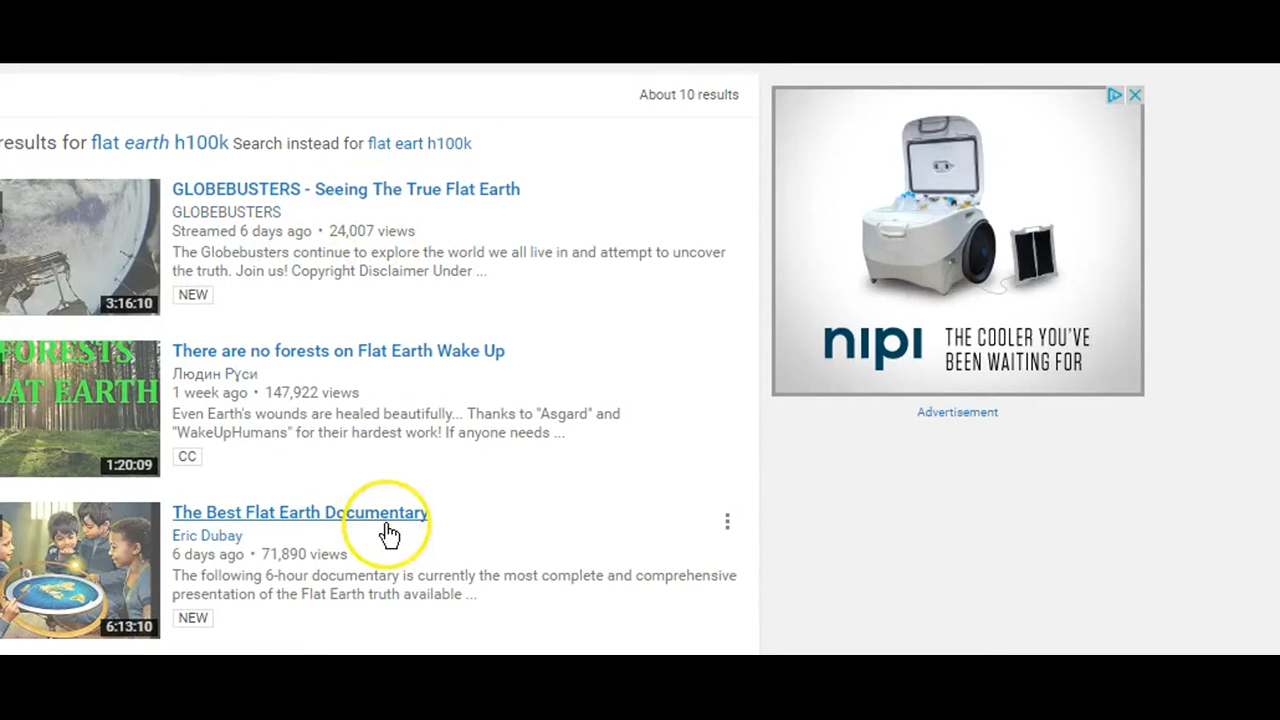 About 10 results
results for flat earth h100k Search instead for flat eart h100k
GLOBEBUSTERS - Seeing The True Flat Earth
GLOBEBUSTERS
Streamed 6 days ago • 24,007 views
The Globebusters continue to explore the world we all live in and attempt to uncover
the truth. Join us! Copyright Disclaimer Under ...
NEW
3:16:10
FORESTS
FLAT EARTH
1:20:09
There are no forests on Flat Earth Wake Up
Людин Рүси
1 week ago • 147,922 views
Even Earth's wounds are healed beautifully... Thanks to "Asgard" and
"WakeUpHumans" for their hardest work! If anyone needs ...
CC
The Best Flat Earth Documentary
Eric Dubay
6 days ago • 71,890 views
The following 6-hour documentary is currently the most complete and comprehensive
presentation of the Flat Earth truth available ...
NEW
6:13:10
nipi THE COOLER YOU'VE
BEEN WAITING FOR
Advertisement